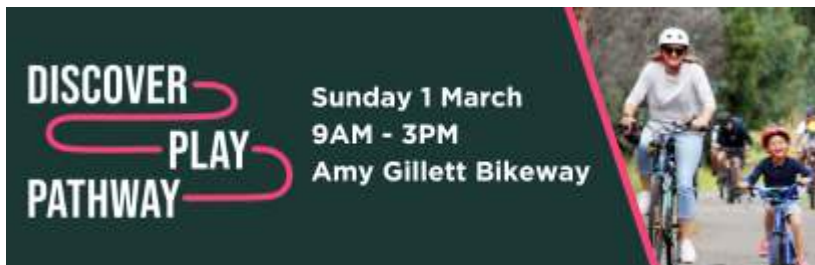 DISCOVER
PLAY
PATHWAY
Sunday 1 March
9AM - 3PM
Amy Gillett Bikeway